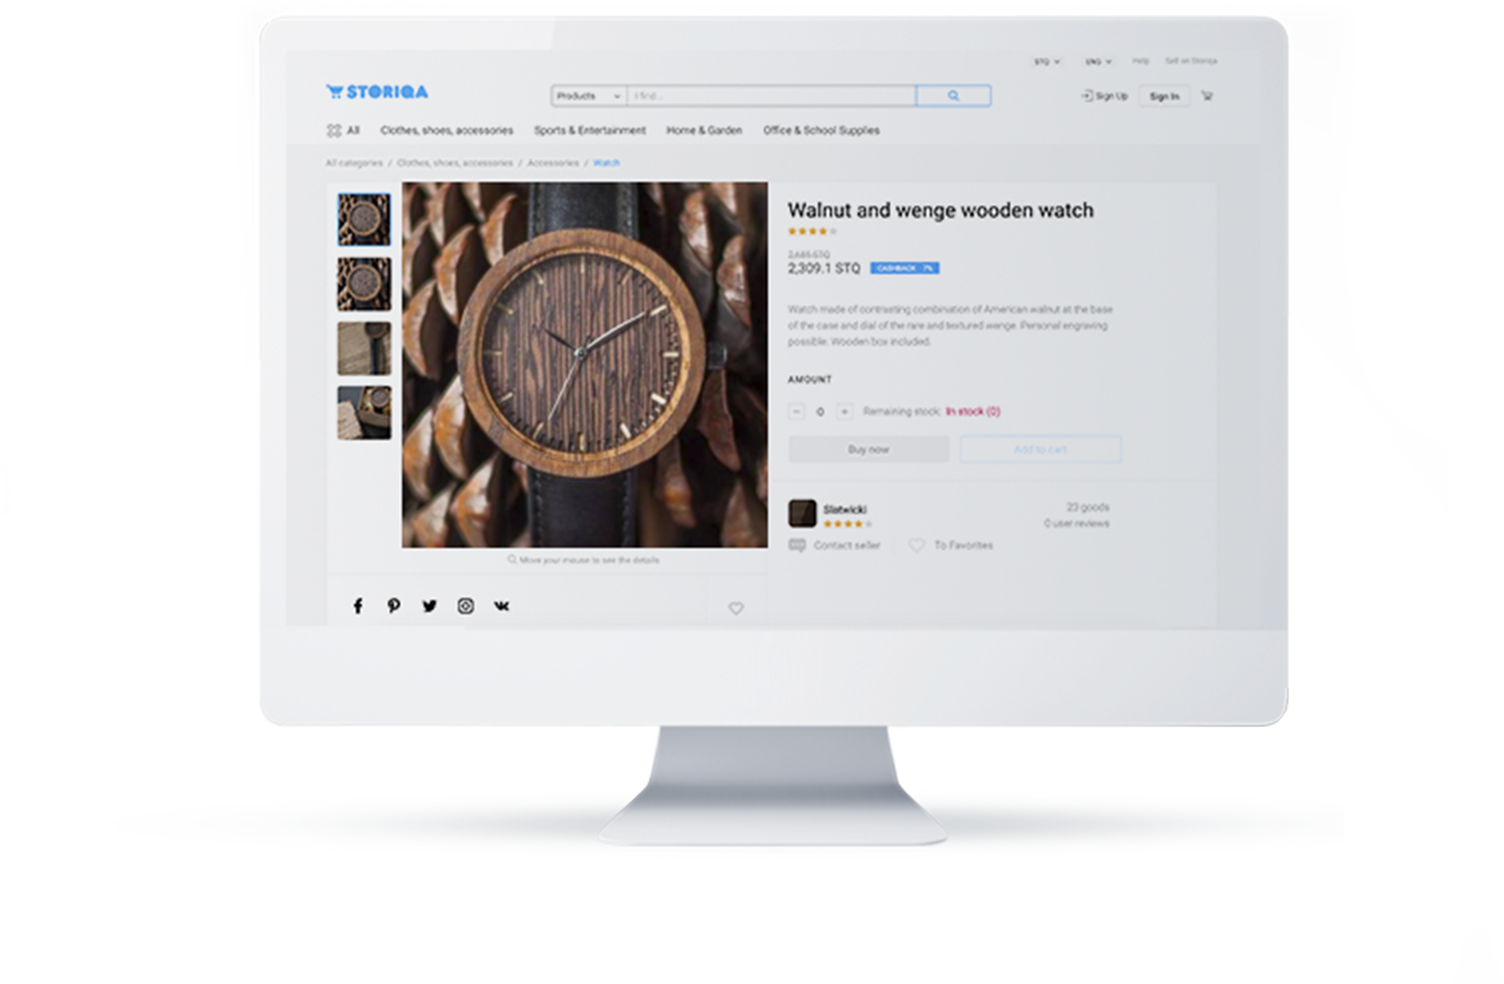 STQ ENG Help Sell on Storiqa
STORIQA
Products I find...
Sign Up Sign In
All Clothes, shoes, accessories Sports & Entertainment Home & Garden Office & School Supplies
All categories / Clothes, shoes, accessories / Accessories / Watch
Walnut and wenge wooden watch
2,309.1 STQ CASHBACK 7%
Watch made of contrasting combination of American walnut at the base
of the case and dial of the rare and textured wenge. Personal engraving
possible. Wooden box included.
AMOUNT
- 0 + Remaining stock: In stock (0)
Buy now Add to cart
Slatwicki 23 goods
0 user reviews
Contact seller To Favorites
Move your mouse to see the details